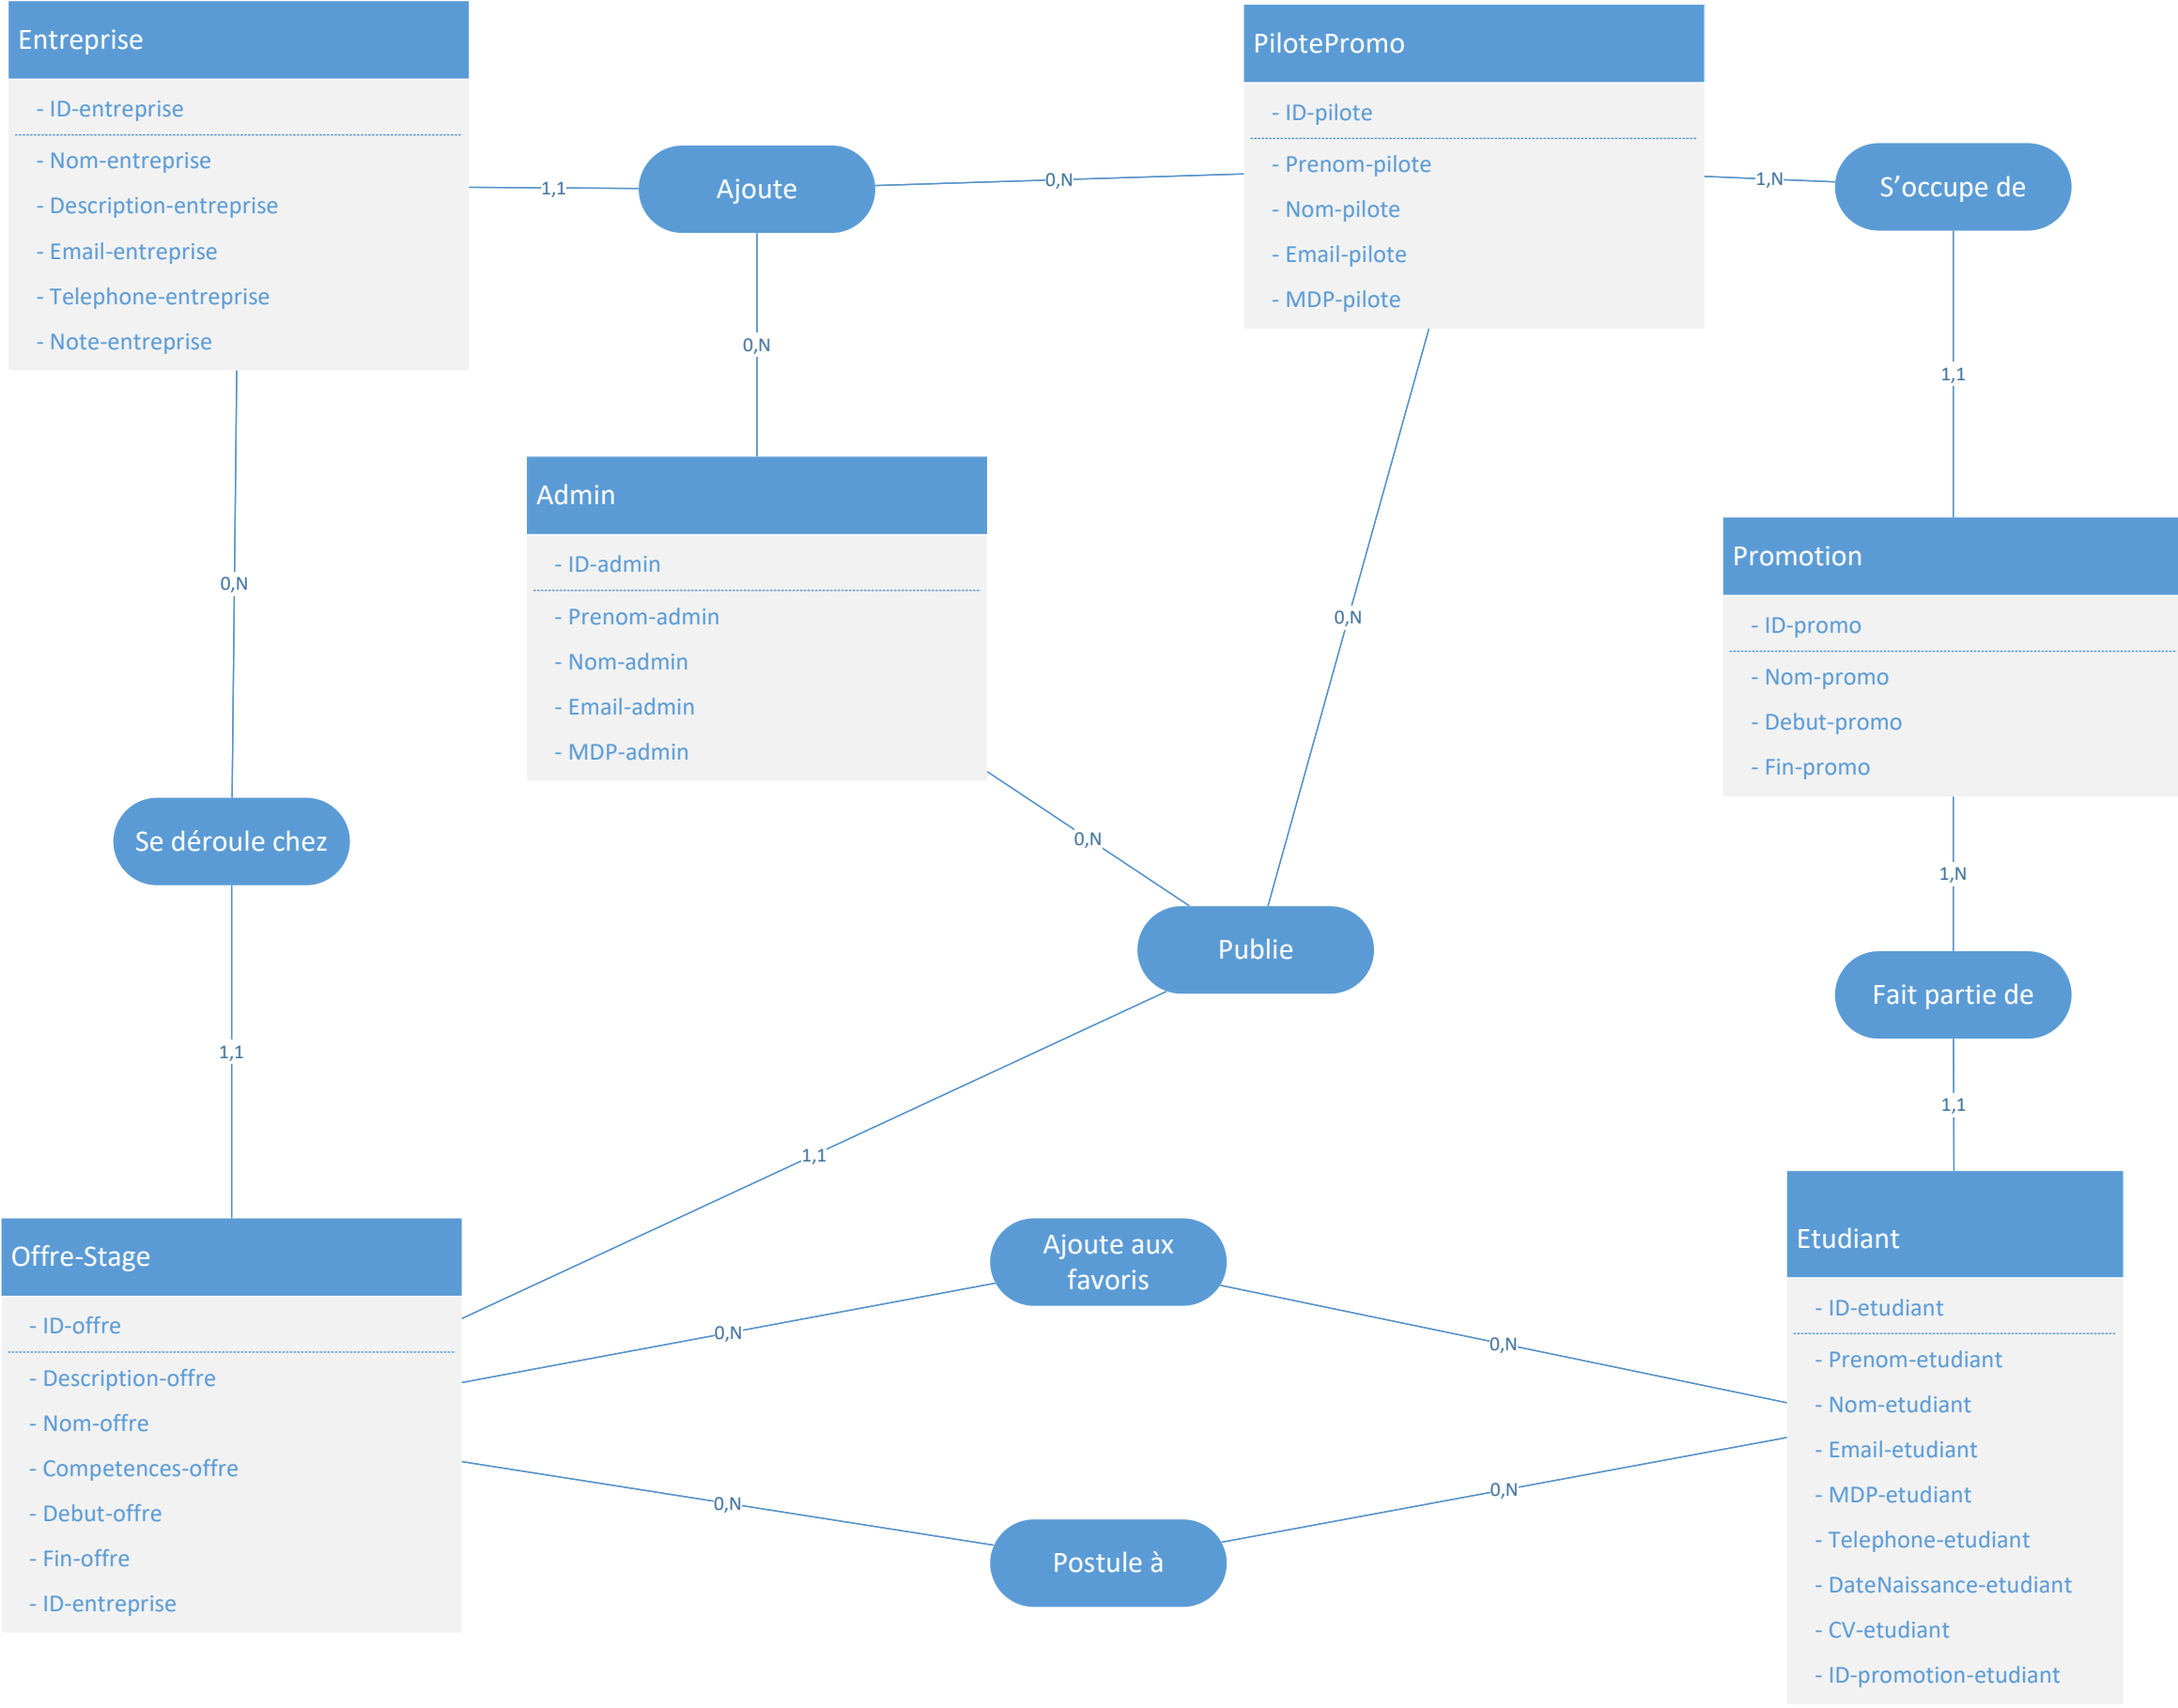 Entreprise
- ID-entreprise
- Nom-entreprise
- Description-entreprise
- Email-entreprise
- Telephone-entreprise
- Note-entreprise
1,1
Ajoute
0,N
PilotePromo
- ID-pilote
- Prenom-pilote
- Nom-pilote
- Email-pilote
- MDP-pilote
1,N
S’occupe de
0,N
1,1
Admin
- ID-admin
- Prenom-admin
- Nom-admin
- Email-admin
- MDP-admin
0,N
0,N
Promotion
- ID-promo
- Nom-promo
- Debut-promo
- Fin-promo
Se déroule chez
0,N
1,N
Publie
Fait partie de
1,1
1,1
1,1
Offre-Stage
- ID-offre
- Description-offre
- Nom-offre
- Competences-offre
- Debut-offre
- Fin-offre
- ID-entreprise
Ajoute aux
favoris
0,N
0,N
0,N
0,N
Postule à
Etudiant
- ID-etudiant
- Prenom-etudiant
- Nom-etudiant
- Email-etudiant
- MDP-etudiant
- Telephone-etudiant
- DateNaissance-etudiant
- CV-etudiant
- ID-promotion-etudiant